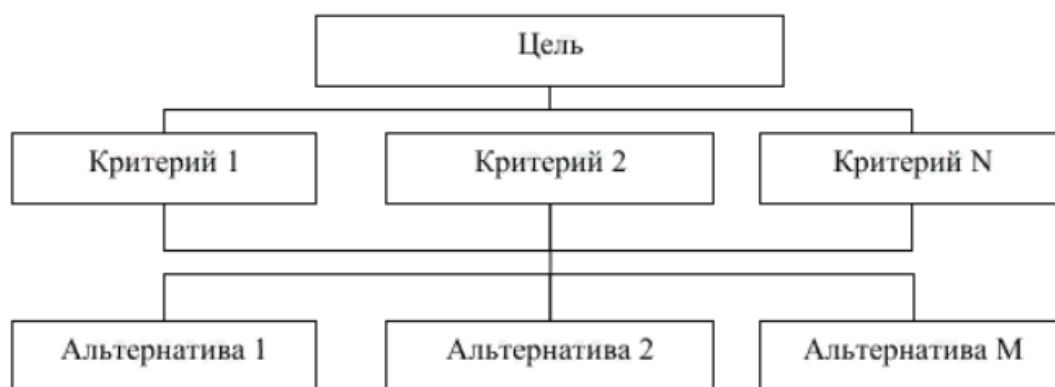 Цель
Критерий 1
Критерий 2
Критерий N
Альтернатива 1
Альтернатива 2
Альтернатива M